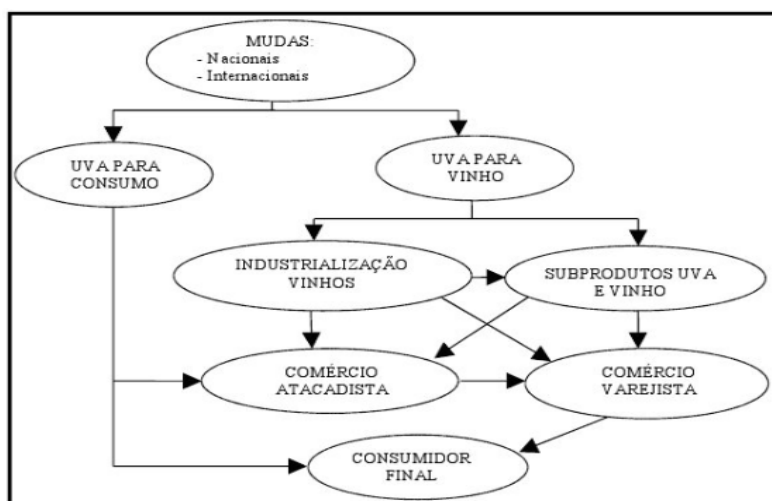 MUDAS:
- Nacionais
- Internacionais
UVA PARA
CONSUMO
UVA PARA
VINHO
INDUSTRIALIZAÇÃO
VINHOS
SUBPRODUTOS UVA
E VINHO
COMÉRCIO
ATACADISTA
COMÉRCIO
VAREJISTA
CONSUMIDOR
FINAL